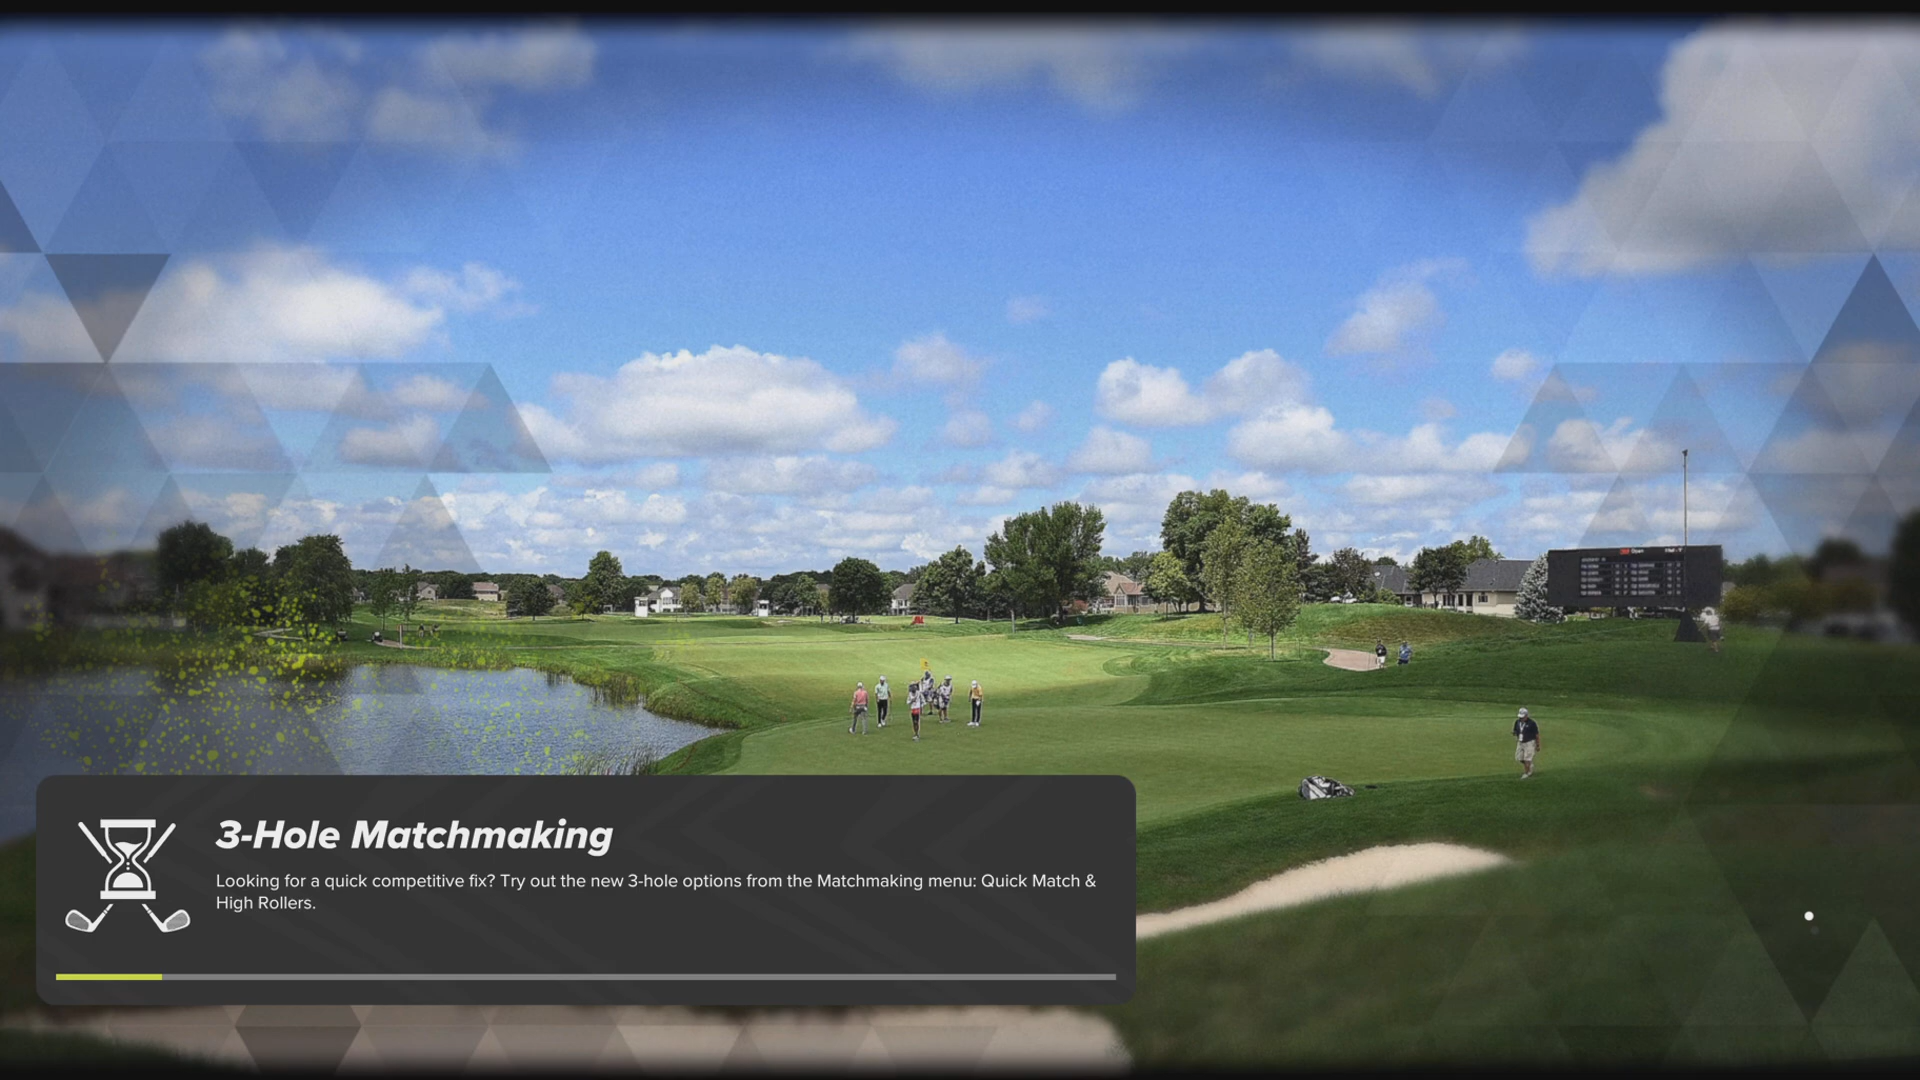 3-Hole Matchmaking
Looking for a quick competitive fix? Try out the new 3-hole options from the Matchmaking menu: Quick Match &
High Rollers.
Open